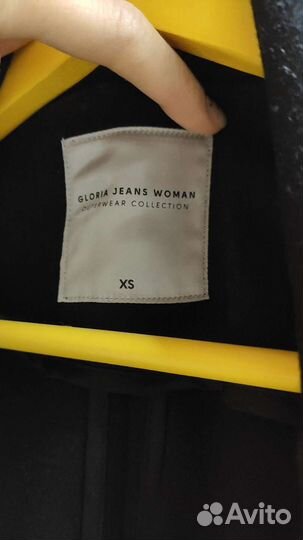 GLORIA JEANS WOMAN
OUTERWEAR COLLECTION
XS
Avito